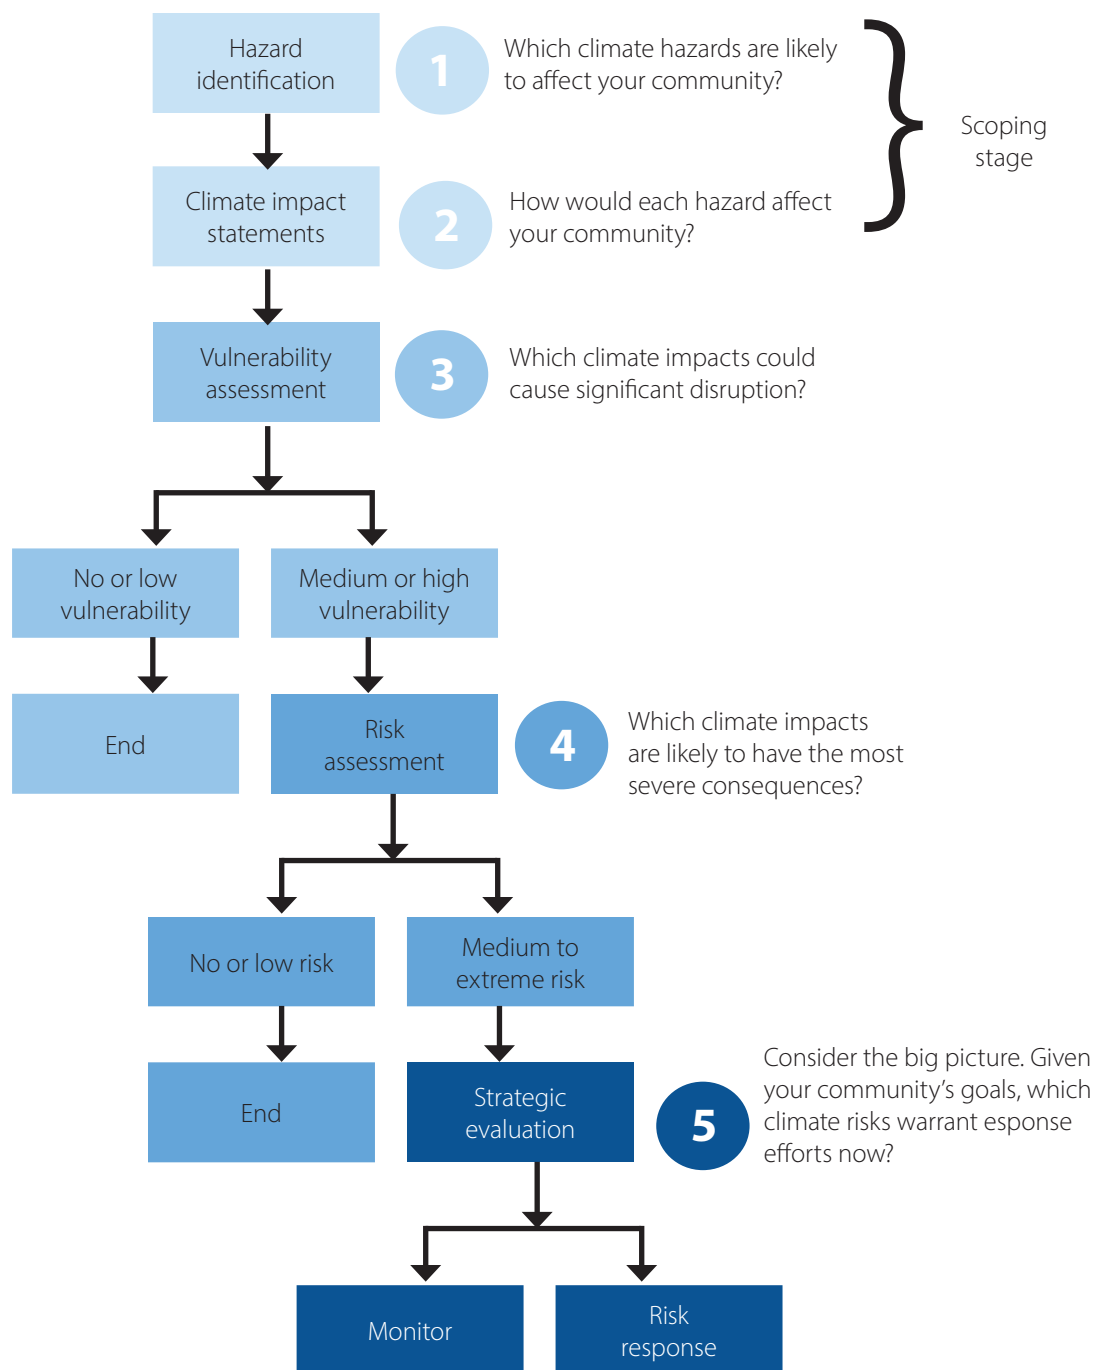 Hazard
identification
1
Which climate hazards are likely
to affect your community?
Scoping
stage
Climate impact
statements
2
How would each hazard affect
your community?
Vulnerability
assessment
3
Which climate impacts could
cause significant disruption?
No or low
vulnerability
Medium or high
vulnerability
End
Risk
assessment
4
Which climate impacts
are likely to have the most
severe consequences?
No or low risk
Medium to
extreme risk
End
Strategic
evaluation
5
Consider the big picture. Given
your community’s goals, which
climate risks warrant esponse
efforts now?
Monitor
Risk
response